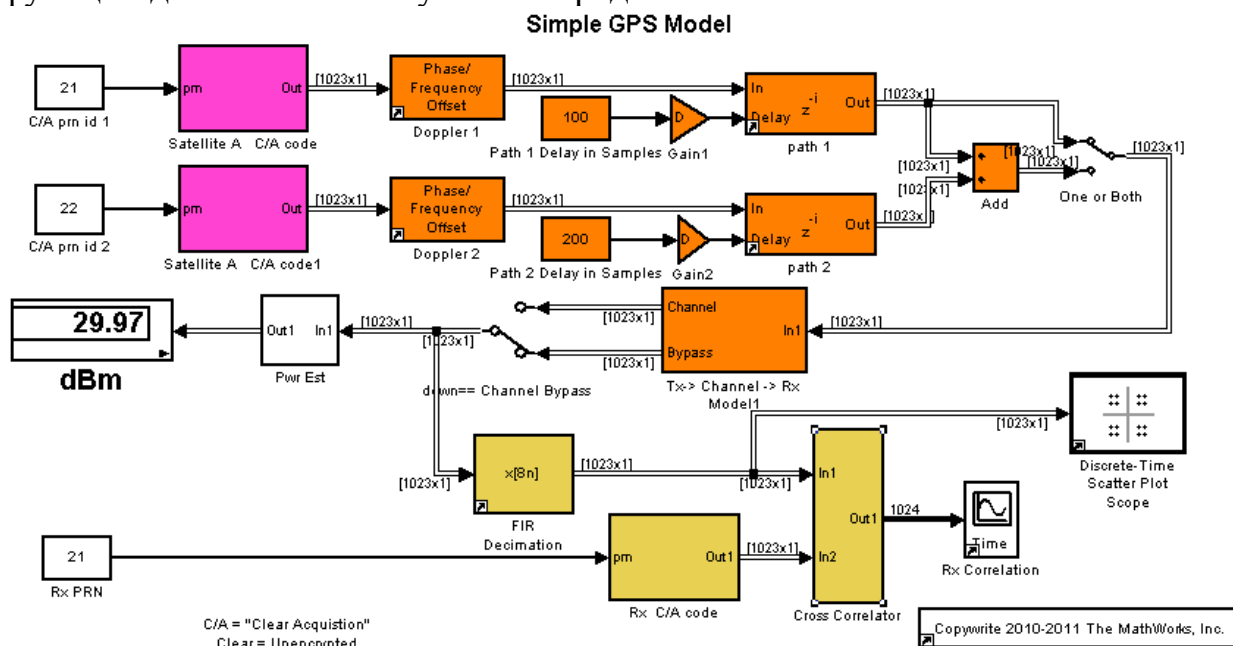 Simple GPS Model
21
C/A prn id 1
prn
Out
Satellite A C/A code
[1023x1]
Phase/
Frequency
Offset
Doppler 1
[1023x1]
100
Path 1 Delay in Samples
D
Gain1
In
Delay
z
-i
Out
path 1
[1023x1]
[1023x1]
[1023x1]
[1023x1]
Add
[1023x1]
One or Both
22
C/A prn id 2
prn
Out
Satellite A C/A code1
[1023x1]
Phase/
Frequency
Offset
Doppler 2
[1023x1]
200
Path 2 Delay in Samples
D
Gain2
In
Delay
z
-i
Out
path 2
[1023x1]
[1023x1]
29.97
dBm
Out1
In1
Pwr Est
[1023x1]
[1023x1]
down== Channel Bypass
[1023x1]
[1023x1]
Channel
Bypass
In1
Tx-> Channel -> Rx
Model1
[1023x1]
[1023x1]
x[8n]
FIR
Decimation
[1023x1]
[1023x1]
[1023x1]
Discrete-Time
Scatter Plot
Scope
In1
In2
Out1
Cross Correlator
1024
Time
Rx Correlation
21
Rx PRN
prn
Out1
Rx C/A code
[1023x1]
C/A = "Clear Acquistion"
Clear = Unencrypted
Copywrite 2010-2011 The MathWorks, Inc.